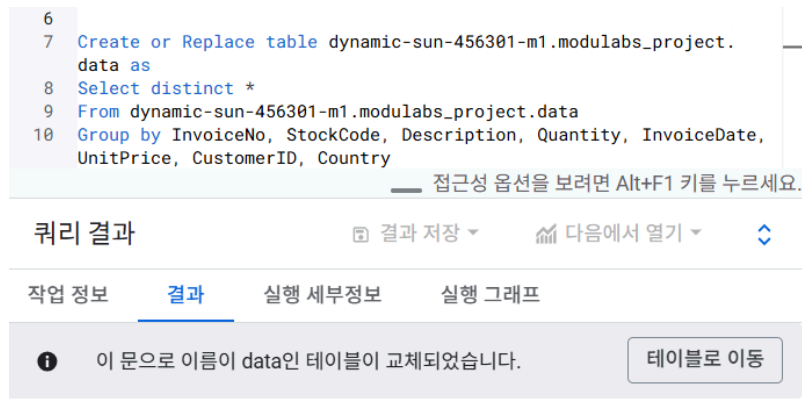 6
7 Create or Replace table dynamic-sun-456301-m1.modulabs_project.
data as
8 Select distinct *
9 From dynamic-sun-456301-m1.modulabs_project.data
10 Group by InvoiceNo, StockCode, Description, Quantity, InvoiceDate,
UnitPrice, CustomerID, Country
접근성 옵션을 보려면 Alt+F1 키를 누르세요.
쿼리 결과 결과 저장 다음에서 열기
작업 정보 결과 실행 세부정보 실행 그래프
이 문으로 이름이 data인 테이블이 교체되었습니다. 테이블로 이동